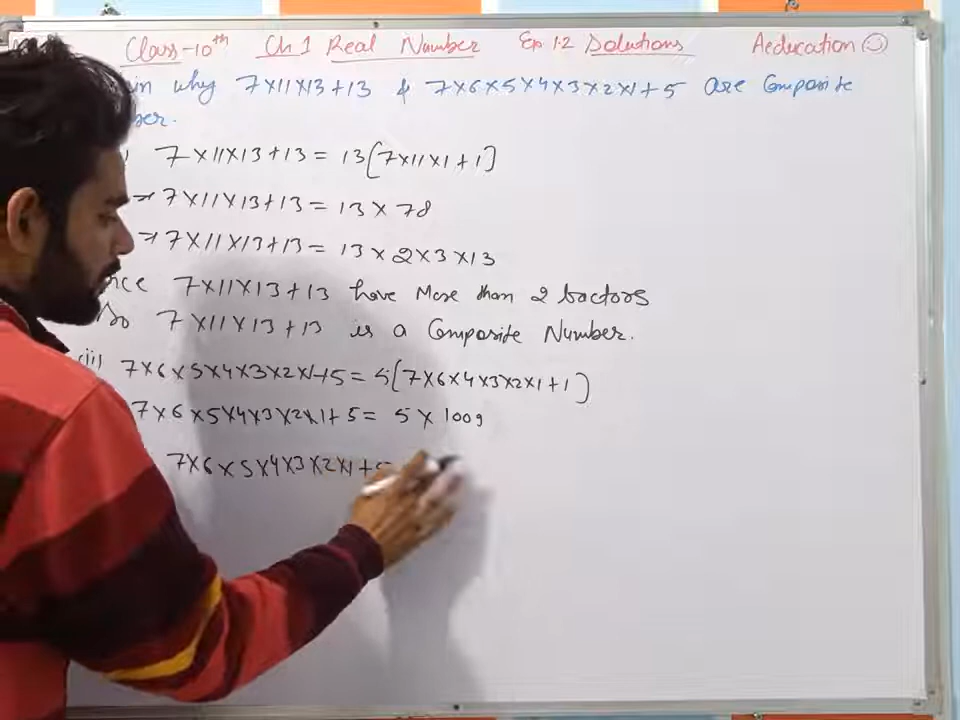 Class-10th Ch 1 Real Number Ex 1.2 Solutions Aeducation
in why 7×11×13+13 & 7×6×5×4×3×2×1+5 are Composite
ber.
7×11×13+13 = 13[7×11×1+1]
→ 7×11×13+13 = 13×78
→ 7×11×13+13 = 13×2×3×13
nce 7×11×13+13 have More than 2 factors
So 7×11×13+13 is a Composite Number.
(ii) 7×6×5×4×3×2×1+5 = 5[7×6×4×3×2×1+1]
7×6×5×4×3×2×1+5 = 5×1009
7×6×5×4×3×2×1+5